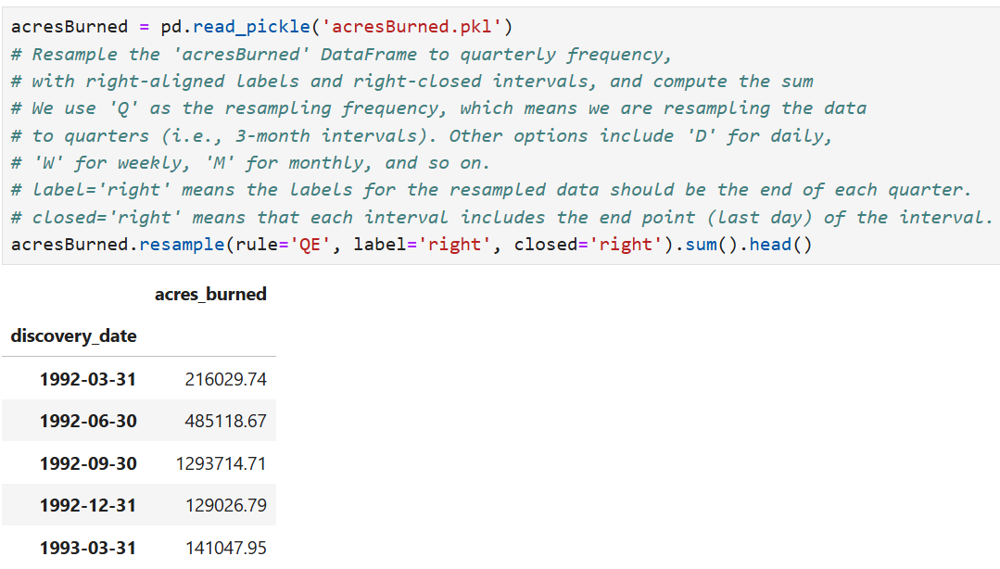 acresBurned = pd.read_pickle('acresBurned.pkl')
# Resample the 'acresBurned' DataFrame to quarterly frequency,
# with right-aligned labels and right-closed intervals, and compute the sum
# We use 'Q' as the resampling frequency, which means we are resampling the data
# to quarters (i.e., 3-month intervals). Other options include 'D' for daily,
# 'W' for weekly, 'M' for monthly, and so on.
# label='right' means the labels for the resampled data should be the end of each quarter.
# closed='right' means that each interval includes the end point (last day) of the interval.
acresBurned.resample(rule='QE', label='right', closed='right').sum().head()
acres_burned
discovery_date
1992-03-31 216029.74
1992-06-30 485118.67
1992-09-30 1293714.71
1992-12-31 129026.79
1993-03-31 141047.95